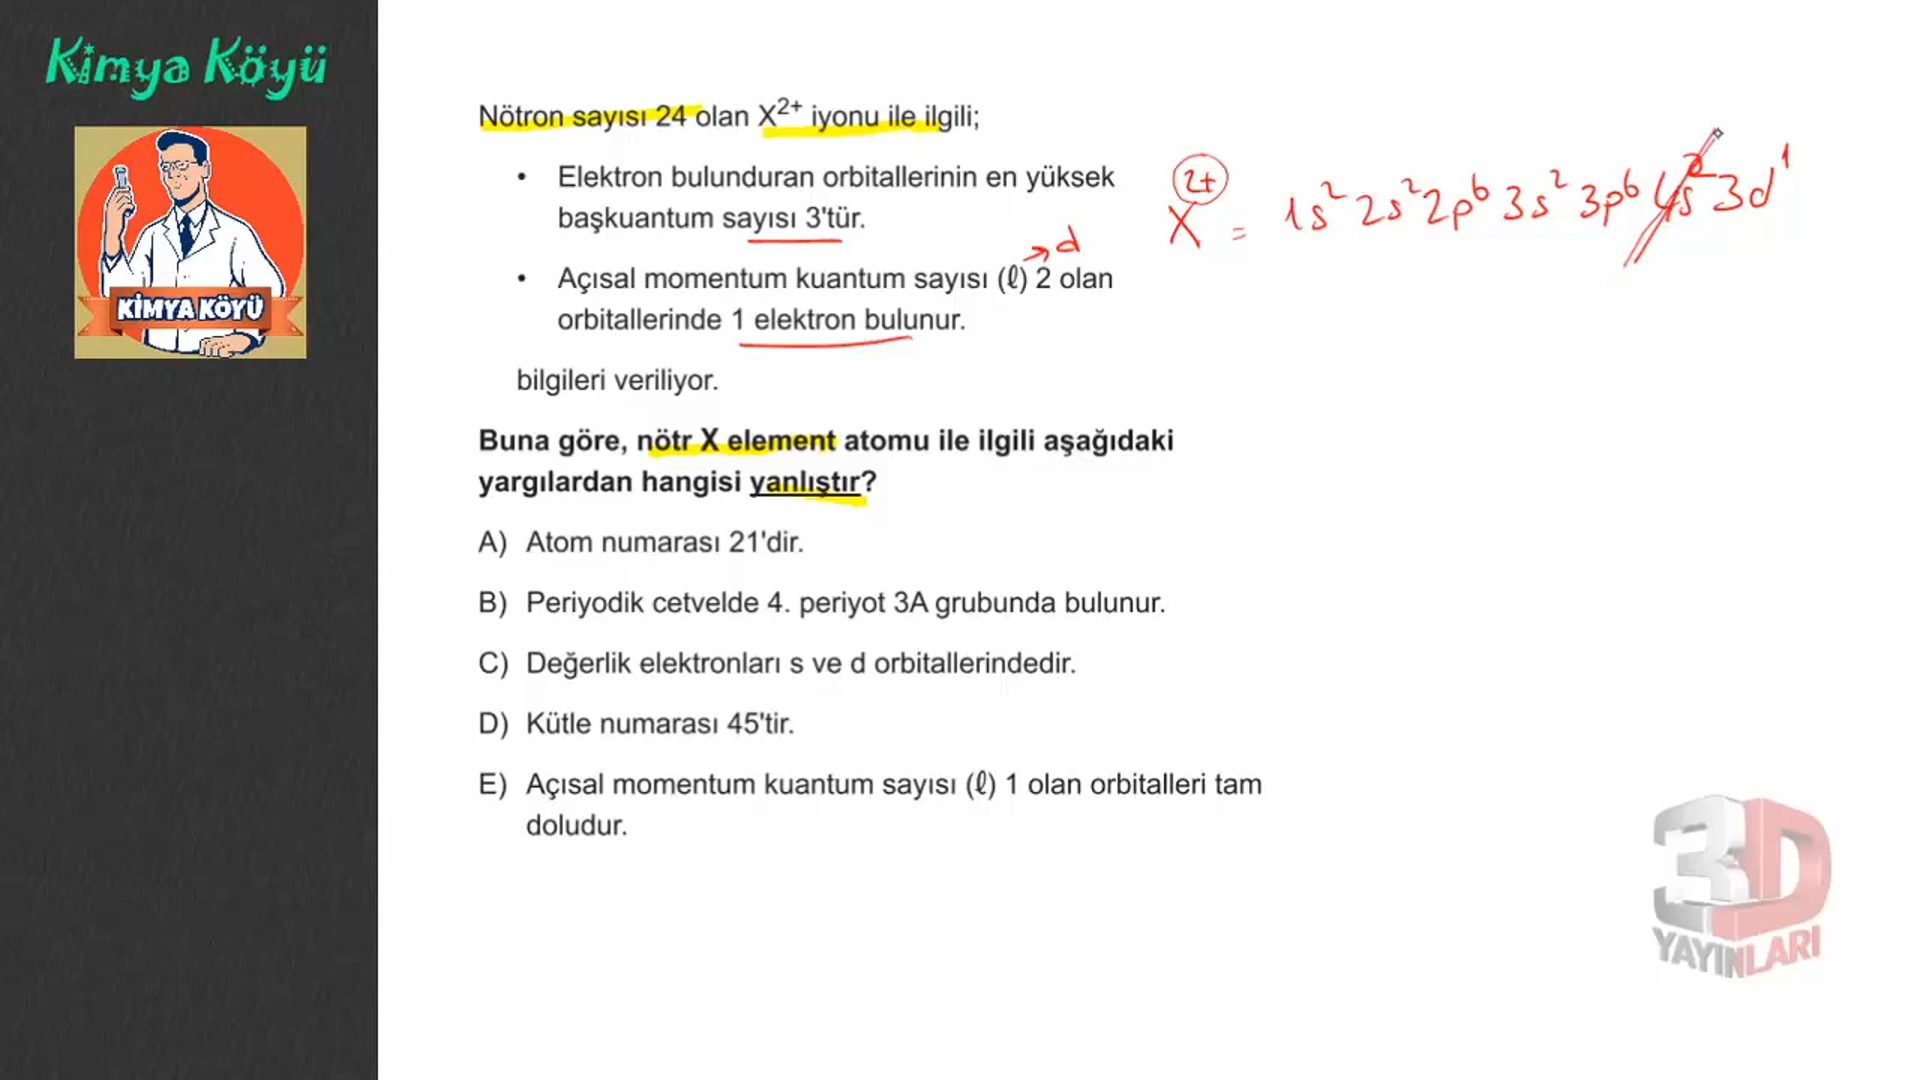 Kimya Köyü
KİMYA KÖYÜ
Nötron sayısı 24 olan X²⁺ iyonu ile ilgili;
• Elektron bulunduran orbitallerinin en yüksek
başkuantum sayısı 3'tür.
→ d
• Açısal momentum kuantum sayısı (ℓ) 2 olan
orbitallerinde 1 elektron bulunur.
bilgileri veriliyor.
X²⁺ = 1s² 2s² 2p⁶ 3s² 3p⁶ 4s² 3d¹
Buna göre, nötr X element atomu ile ilgili aşağıdaki
yargılardan hangisi yanlıştır?
A) Atom numarası 21'dir.
B) Periyodik cetvelde 4. periyot 3A grubunda bulunur.
C) Değerlik elektronları s ve d orbitallerindedir.
D) Kütle numarası 45'tir.
E) Açısal momentum kuantum sayısı (ℓ) 1 olan orbitalleri tam
doludur.
3D
YAYINLARI